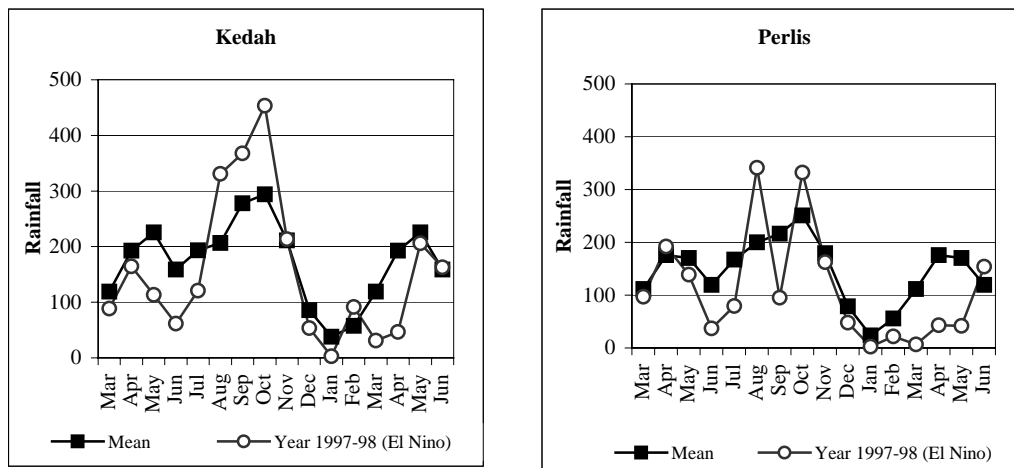 Kedah
Rainfall
500
400
300
200
100
0
Mar
Apr
May
Jun
Jul
Aug
Sep
Oct
Nov
Dec
Jan
Feb
Mar
Apr
May
Jun
Mean
Year 1997-98 (El Nino)
Perlis
Rainfall
500
400
300
200
100
0
Mar
Apr
May
Jun
Jul
Aug
Sep
Oct
Nov
Dec
Jan
Feb
Mar
Apr
May
Jun
Mean
Year 1997-98 (El Nino)